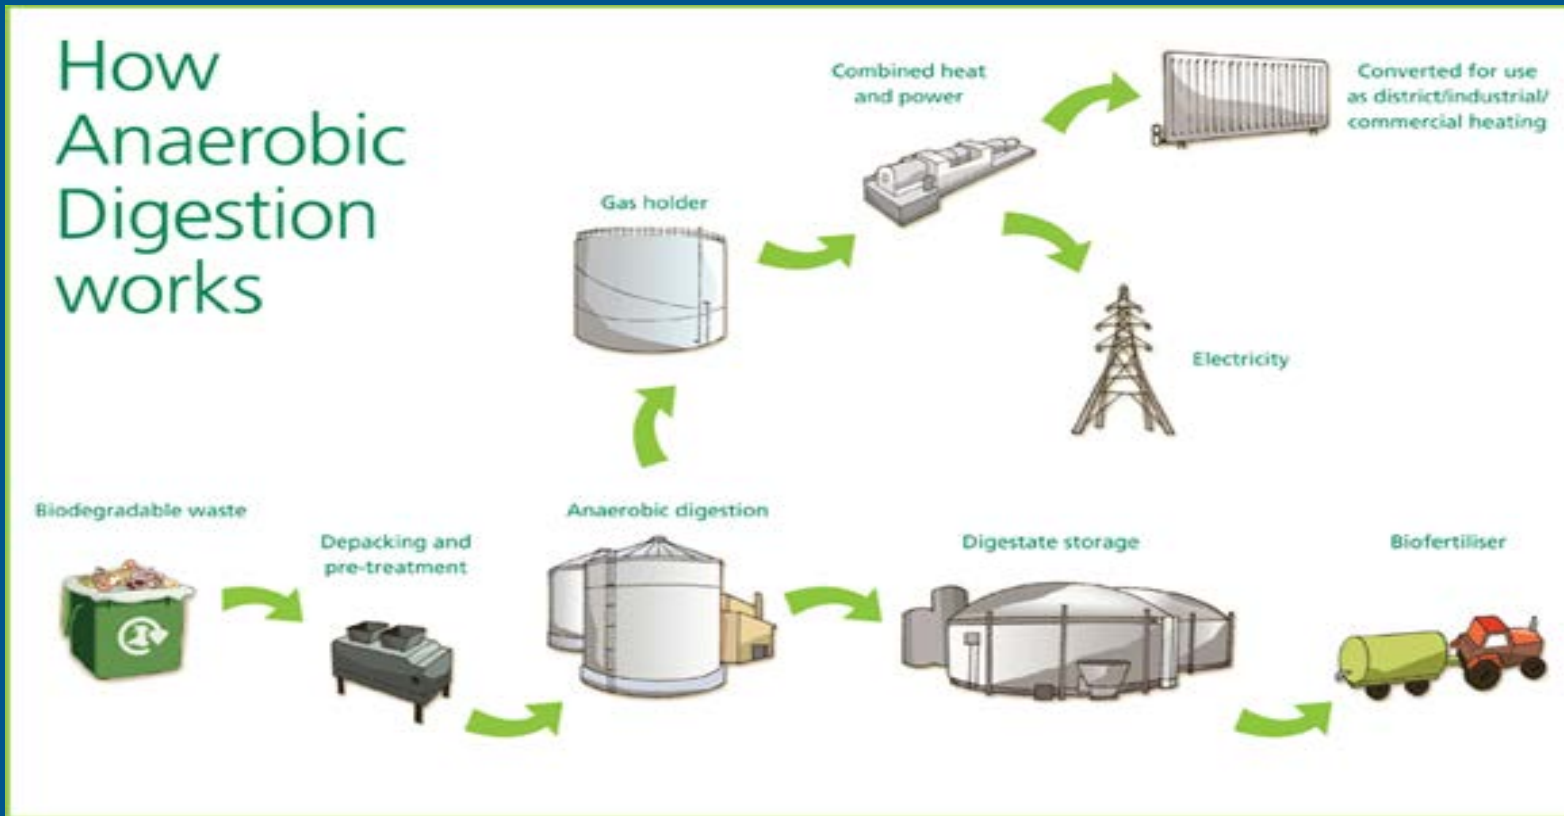 How
Anaerobic
Digestion
works
Combined heat
and power
Converted for use
as district/industrial/
commercial heating
Gas holder
Electricity
Biodegradable waste
Depacking and
pre-treatment
Anaerobic digestion
Digestate storage
Biofertiliser